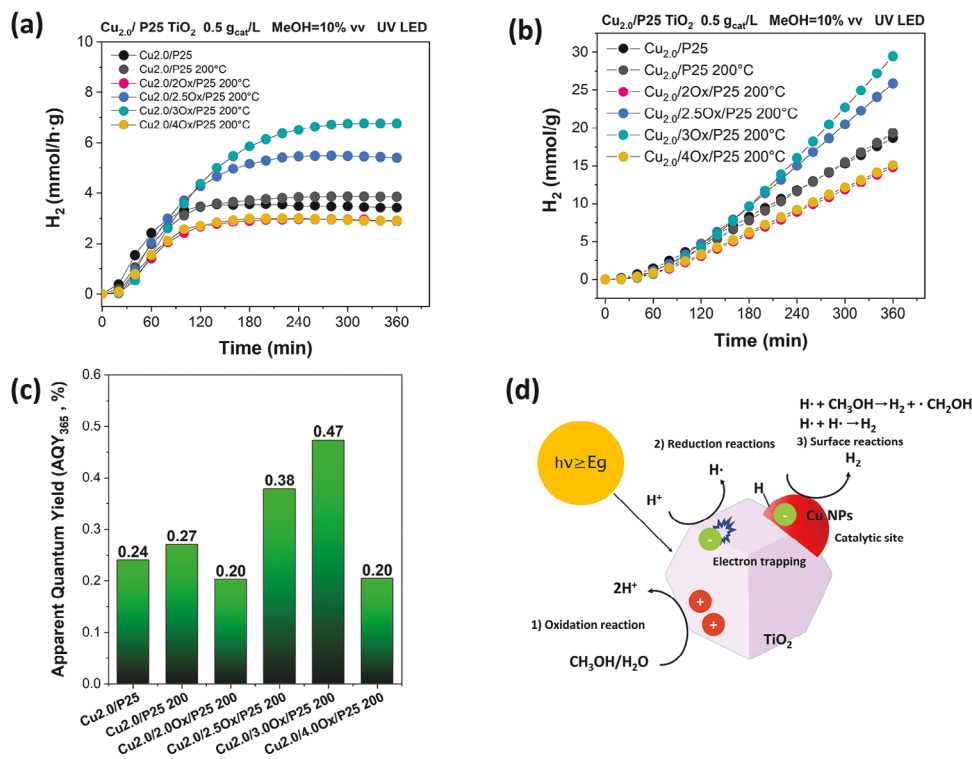 (a)
Cu2.0/ P25 TiO2 0.5 gcat/L MeOH=10% vv UV LED
Cu2.0/P25
Cu2.0/P25 200°C
Cu2.0/2Ox/P25 200°C
Cu2.0/2.5Ox/P25 200°C
Cu2.0/3Ox/P25 200°C
Cu2.0/4Ox/P25 200°C
H2 (mmol/h·g)
10
8
6
4
2
0
0 60 120 180 240 300 360
Time (min)
(b)
Cu2.0/P25 TiO2 0.5 gcat/L MeOH=10% vv UV LED
Cu2.0/P25
Cu2.0/P25 200°C
Cu2.0/2Ox/P25 200°C
Cu2.0/2.5Ox/P25 200°C
Cu2.0/3Ox/P25 200°C
Cu2.0/4Ox/P25 200°C
H2 (mmol/g)
30
25
20
15
10
5
0
0 60 120 180 240 300 360
Time (min)
(c)
Apparent Quantum Yield (AQY365 , %)
0.6
0.5
0.4
0.3
0.2
0.1
0.0
0.24
0.27
0.20
0.38
0.47
0.20
Cu2.0/P25
Cu2.0/P25 200
Cu2.0/2.0Ox/P25 200
Cu2.0/2.5Ox/P25 200
Cu2.0/3.0Ox/P25 200
Cu2.0/4.0Ox/P25 200
(d)
H· + CH3OH→H2 + · CH2OH
H· + H· →H2
3) Surface reactions
2) Reduction reactions
hν≥Eg
H·
H2
H+
H
-
Cu NPs
Catalytic site
-
Electron trapping
2H+
+
+
1) Oxidation reaction
TiO2
CH3OH/H2O